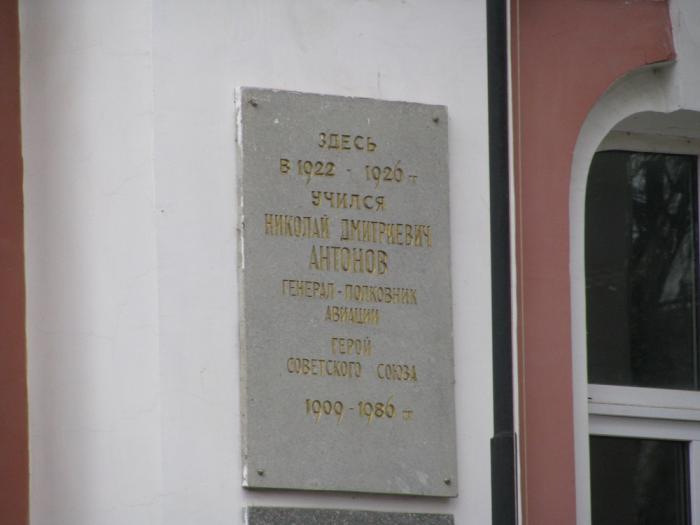 ЗДЕСЬ
В 1922 - 1926 гг
УЧИЛСЯ
НИКОЛАЙ ДМИТРИЕВИЧ
АНТОНОВ
ГЕНЕРАЛ-ПОЛКОВНИК
АВИАЦИИ
ГЕРОЙ
СОВЕТСКОГО СОЮЗА
1909 - 1986 гг